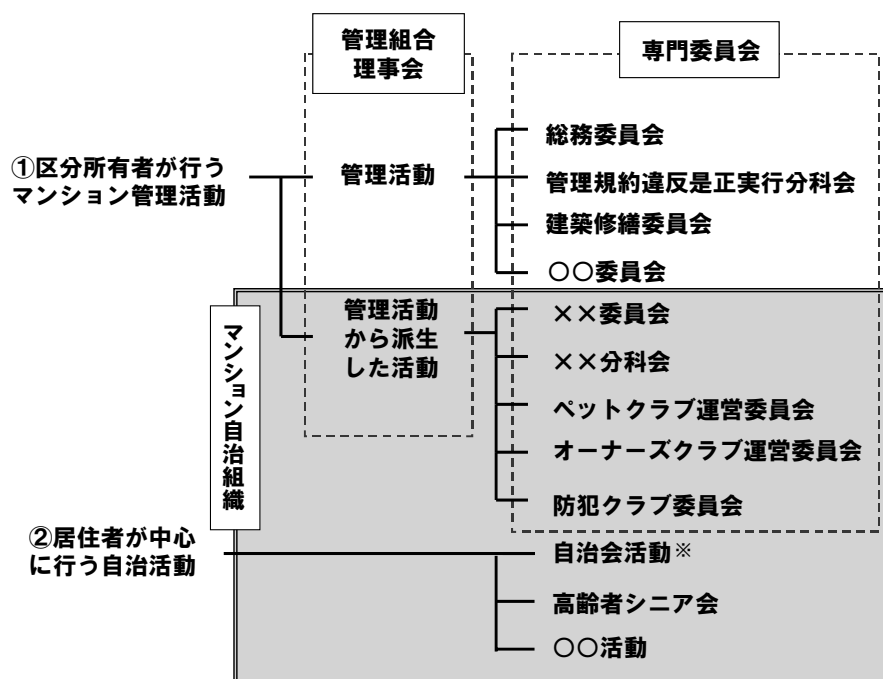 管理組合
理事会
専門委員会
①区分所有者が行う
マンション管理活動
管理活動
総務委員会
管理規約違反是正実行分科会
建築修繕委員会
〇〇委員会
マンション自治組織
管理活動
から派生
した活動
××委員会
××分科会
ペットクラブ運営委員会
オーナーズクラブ運営委員会
防犯クラブ委員会
②居住者が中心
に行う自治活動
自治会活動※
高齢者シニア会
〇〇活動